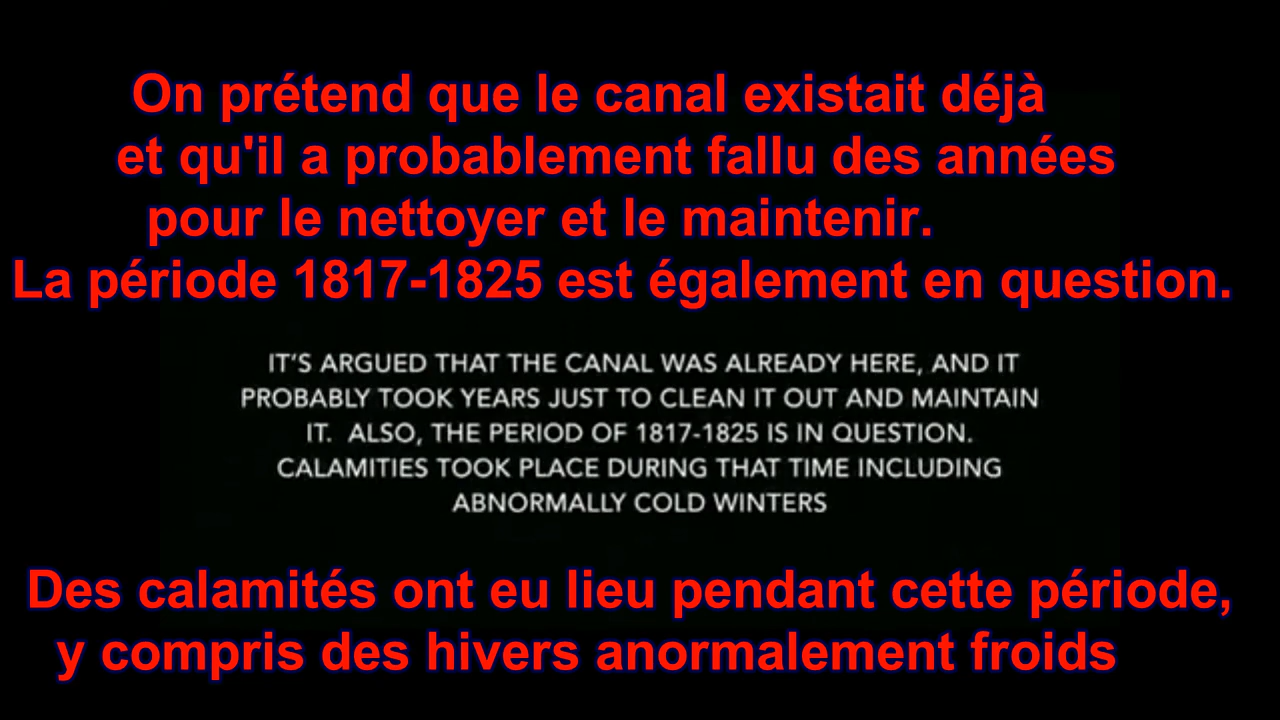 On prétend que le canal existait déjà
et qu'il a probablement fallu des années
pour le nettoyer et le maintenir.
La période 1817-1825 est également en question.
IT'S ARGUED THAT THE CANAL WAS ALREADY HERE, AND IT
PROBABLY TOOK YEARS JUST TO CLEAN IT OUT AND MAINTAIN
IT. ALSO, THE PERIOD OF 1817-1825 IS IN QUESTION.
CALAMITIES TOOK PLACE DURING THAT TIME INCLUDING
ABNORMALLY COLD WINTERS
Des calamités ont eu lieu pendant cette période,
y compris des hivers anormalement froids